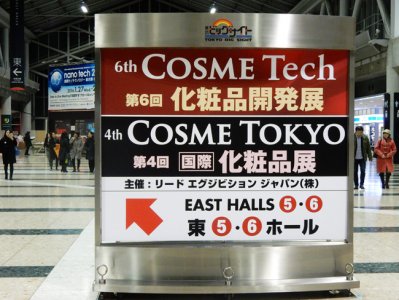 東京ビッグサイト
TOKYO BIG SIGHT
6th COSME Tech
第6回 化粧品開発展
4th COSME TOKYO
第4回 国際 化粧品展
主催：リード エグジビション ジャパン(株)
EAST HALLS 5・6
東 5・6 ホール
東
nano tech 2